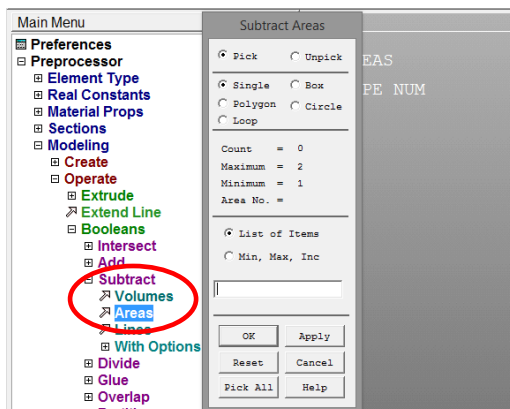 Main Menu
Preferences
Preprocessor
Element Type
Real Constants
Material Props
Sections
Modeling
Create
Operate
Extrude
Extend Line
Booleans
Intersect
Add
Subtract
Volumes
Areas
Lines
With Options
Divide
Glue
Overlap
Subtract Areas
Pick Unpick
Single Box
Polygon Circle
Loop
Count = 0
Maximum = 2
Minimum = 1
Area No. =
List of Items
Min, Max, Inc
OK Apply
Reset Cancel
Pick All Help
EAS
PE NUM